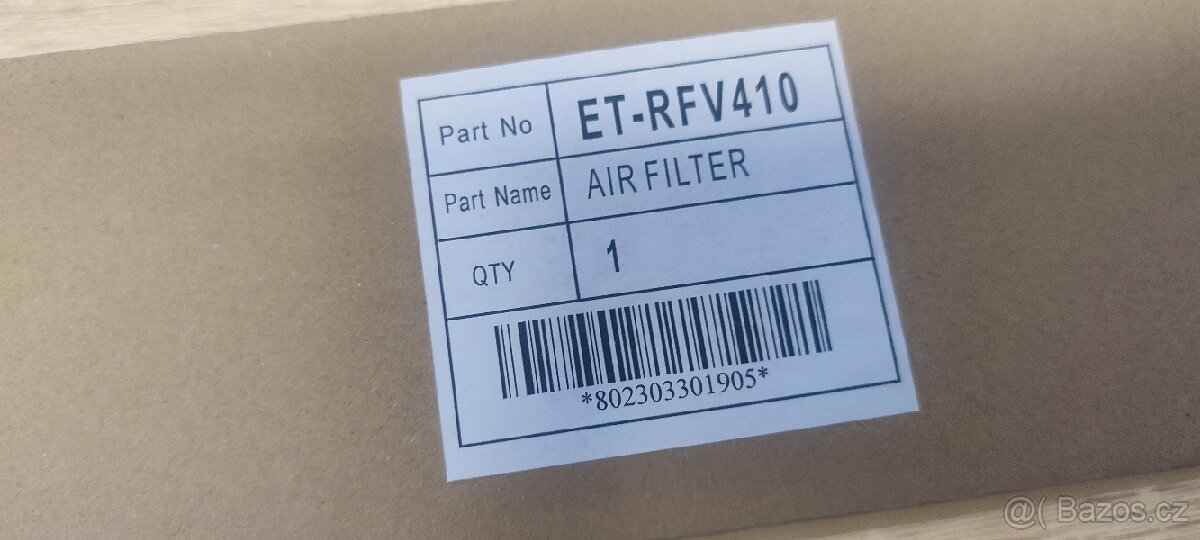 Part No ET-RFV410
Part Name AIR FILTER
QTY 1
*802303301905*
@( Bazos.cz